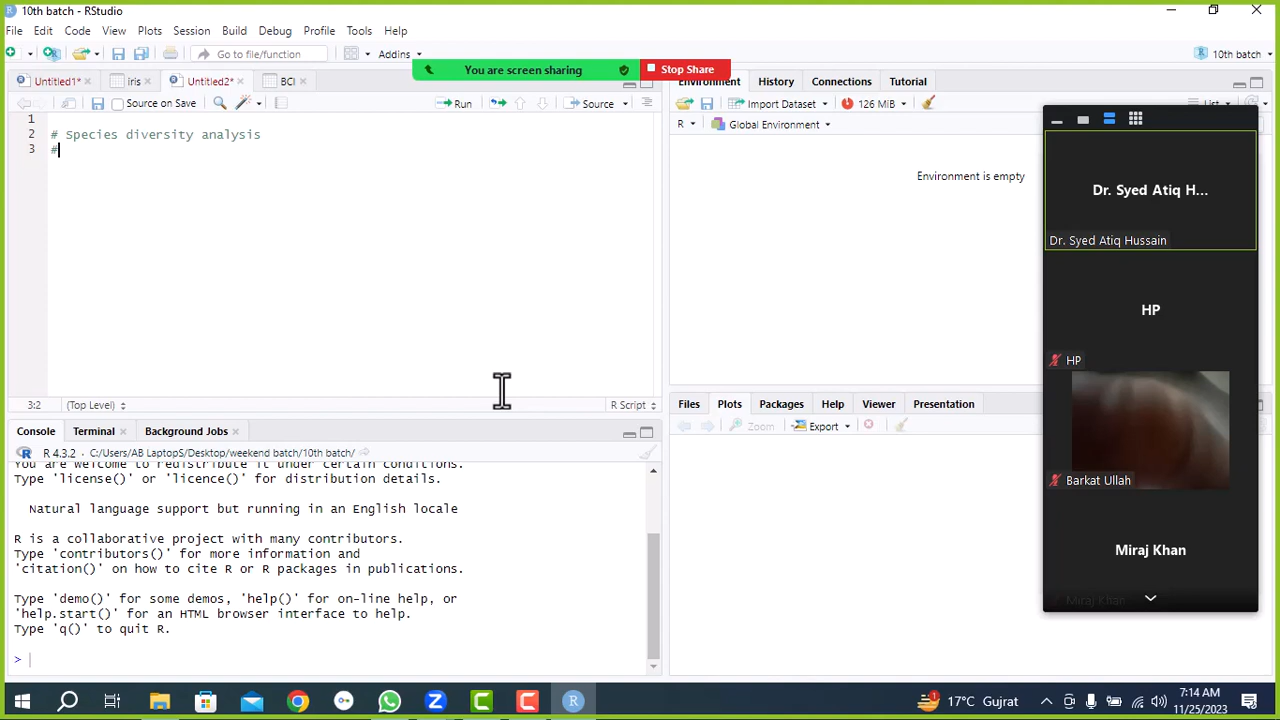 10th batch - RStudio
File Edit Code View Plots Session Build Debug Profile Tools Help
Go to file/function
Addins
10th batch
You are screen sharing
Stop Share
Untitled1*
iris
Untitled2*
BCI
Source on Save
Run
Source
1
2 # Species diversity analysis
3 #
3:2 (Top Level) R Script
Console Terminal Background Jobs
R 4.3.2 · C:/Users/AB LaptopS/Desktop/weekend batch/10th batch/
You are welcome to redistribute it under certain conditions.
Type 'license()' or 'licence()' for distribution details.
Natural language support but running in an English locale
R is a collaborative project with many contributors.
Type 'contributors()' for more information and
'citation()' on how to cite R or R packages in publications.
Type 'demo()' for some demos, 'help()' for on-line help, or
'help.start()' for an HTML browser interface to help.
Type 'q()' to quit R.
>
Environment History Connections Tutorial
Import Dataset 126 MiB List
R Global Environment
Environment is empty
Files Plots Packages Help Viewer Presentation
Zoom Export
Dr. Syed Atiq H...
Dr. Syed Atiq Hussain
HP
HP
Barkat Ullah
Miraj Khan
Miraj Khan
1
17°C Gujrat
7:14 AM
11/25/2023